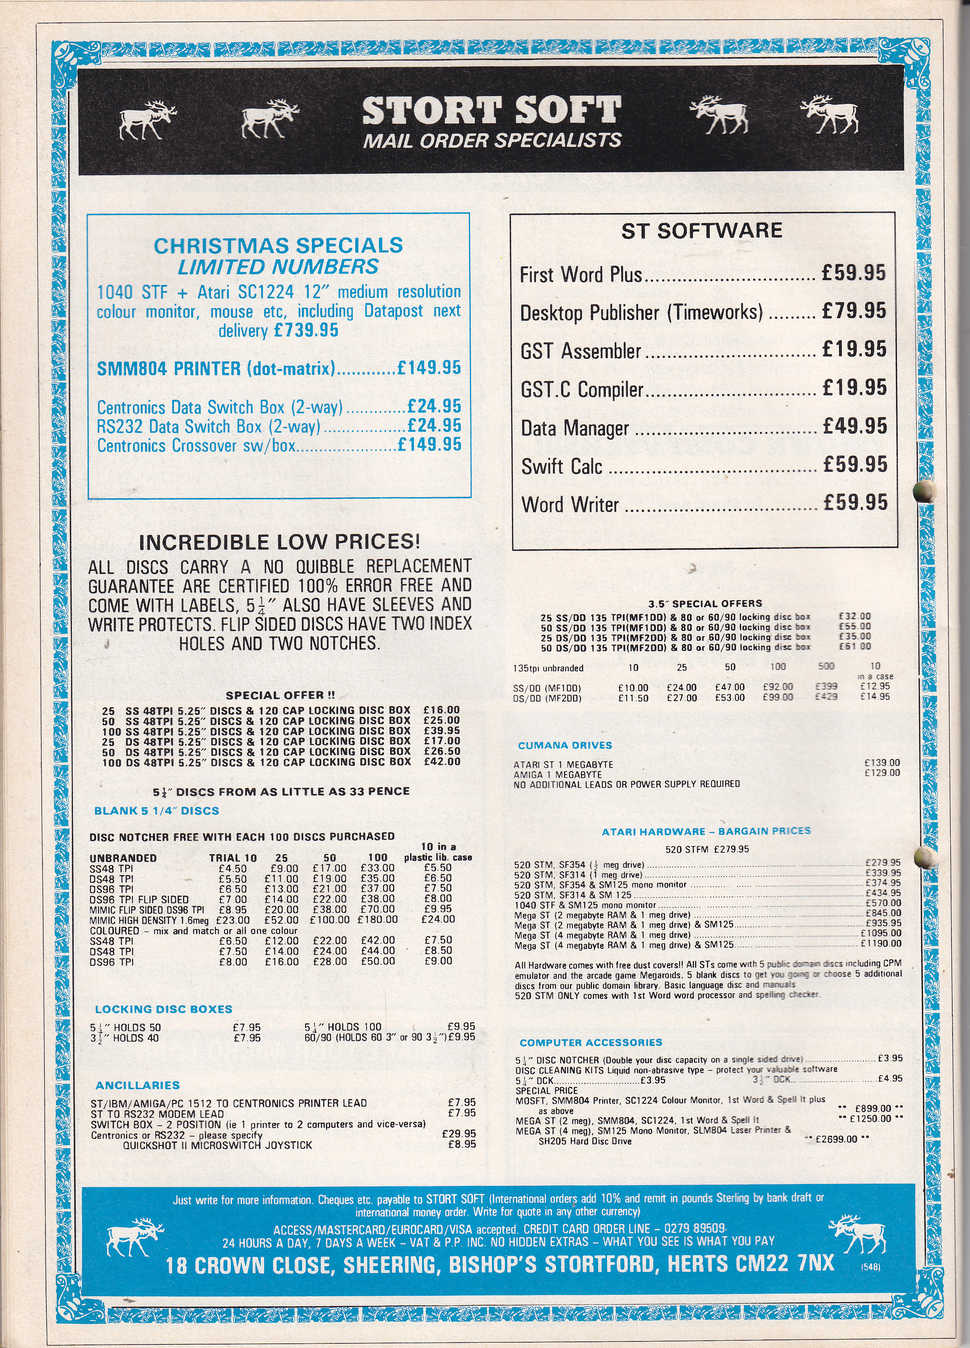 STORT SOFT
MAIL ORDER SPECIALISTS
CHRISTMAS SPECIALS
LIMITED NUMBERS
1040 STF + Atari SC1224 12″ medium resolution
colour monitor, mouse etc, including Datapost next
delivery £739.95
SMM804 PRINTER (dot-matrix)............£149.95
Centronics Data Switch Box (2-way).............£24.95
RS232 Data Switch Box (2-way)..................£24.95
Centronics Crossover sw/box......................£149.95
INCREDIBLE LOW PRICES!
ALL DISCS CARRY A NO QUIBBLE REPLACEMENT
GUARANTEE ARE CERTIFIED 100% ERROR FREE AND
COME WITH LABELS, 5¼″ ALSO HAVE SLEEVES AND
WRITE PROTECTS. FLIP SIDED DISCS HAVE TWO INDEX
HOLES AND TWO NOTCHES.
SPECIAL OFFER !!
25 SS 48TPI 5.25″ DISCS & 120 CAP LOCKING DISC BOX £16.00
50 SS 48TPI 5.25″ DISCS & 120 CAP LOCKING DISC BOX £25.00
100 SS 48TPI 5.25″ DISCS & 120 CAP LOCKING DISC BOX £39.95
25 DS 48TPI 5.25″ DISCS & 120 CAP LOCKING DISC BOX £17.00
50 DS 48TPI 5.25″ DISCS & 120 CAP LOCKING DISC BOX £26.50
100 DS 48TPI 5.25″ DISCS & 120 CAP LOCKING DISC BOX £42.00
5¼″ DISCS FROM AS LITTLE AS 33 PENCE
BLANK 5 1/4″ DISCS
DISC NOTCHER FREE WITH EACH 100 DISCS PURCHASED
10 in a
UNBRANDED TRIAL 10 25 50 100 plastic lib. case
SS48 TPI £4.50 £9.00 £17.00 £33.00 £5.50
DS48 TPI £5.50 £11.00 £19.00 £35.00 £6.50
DS96 TPI £6.50 £13.00 £21.00 £37.00 £7.50
DS96 TPI FLIP SIDED £7.00 £14.00 £22.00 £38.00 £8.00
MIMIC FLIP SIDED DS96 TPI £8.95 £20.00 £38.00 £70.00 £9.95
MIMIC HIGH DENSITY 1.6meg £23.00 £52.00 £100.00 £180.00 £24.00
COLOURED – mix and match or all one colour
SS48 TPI £6.50 £12.00 £22.00 £42.00 £7.50
DS48 TPI £7.50 £14.00 £24.00 £44.00 £8.50
DS96 TPI £8.00 £16.00 £28.00 £50.00 £9.00
LOCKING DISC BOXES
5¼″ HOLDS 50 £7.95 5¼″ HOLDS 100 £9.95
3½″ HOLDS 40 £7.95 60/90 (HOLDS 60 3″ or 90 3½″) £9.95
ANCILLARIES
ST/IBM/AMIGA/PC 1512 TO CENTRONICS PRINTER LEAD £7.95
ST TO RS232 MODEM LEAD £7.95
SWITCH BOX – 2 POSITION (ie 1 printer to 2 computers and vice-versa)
Centronics or RS232 – please specify £29.95
QUICKSHOT II MICROSWITCH JOYSTICK £8.95
ST SOFTWARE
First Word Plus............................ £59.95
Desktop Publisher (Timeworks) ........ £79.95
GST Assembler............................ £19.95
GST.C Compiler............................ £19.95
Data Manager .............................. £49.95
Swift Calc .................................. £59.95
Word Writer ................................ £59.95
3.5″ SPECIAL OFFERS
25 SS/DD 135 TPI(MF1DD) & 80 or 60/90 locking disc box £32.00
50 SS/DD 135 TPI(MF1DD) & 80 or 60/90 locking disc box £55.00
25 DS/DD 135 TPI(MF2DD) & 80 or 60/90 locking disc box £35.00
50 DS/DD 135 TPI(MF2DD) & 80 or 60/90 locking disc box £61.00
135tpi unbranded 10 25 50 100 500 10
in a case
SS/DD (MF1DD) £10.00 £24.00 £47.00 £92.00 £399 £12.95
DS/DD (MF2DD) £11.50 £27.00 £53.00 £99.00 £429 £14.95
CUMANA DRIVES
ATARI ST 1 MEGABYTE £139.00
AMIGA 1 MEGABYTE £129.00
NO ADDITIONAL LEADS OR POWER SUPPLY REQUIRED
ATARI HARDWARE – BARGAIN PRICES
520 STFM £279.95
520 STM, SF354 (½ meg drive) ........ £279.95
520 STM, SF314 (1 meg drive) ........ £339.95
520 STM, SF354 & SM125 mono monitor ........ £374.95
520 STM, SF314 & SM 125 ........ £434.95
1040 STF & SM125 mono monitor ........ £570.00
Mega ST (2 megabyte RAM & 1 meg drive) ........ £845.00
Mega ST (2 megabyte RAM & 1 meg drive) & SM125 ........ £935.95
Mega ST (4 megabyte RAM & 1 meg drive) ........ £1095.00
Mega ST (4 megabyte RAM & 1 meg drive) & SM125 ........ £1190.00
All Hardware comes with free dust covers!! All STs come with 5 public domain discs including CPM
emulator and the arcade game Megaroids. 5 blank discs to get you going or choose 5 additional
discs from our public domain library. Basic language disc and manuals
520 STM ONLY comes with 1st Word word processor and spelling checker.
COMPUTER ACCESSORIES
5¼″ DISC NOTCHER (Double your disc capacity on a single sided drive) ........ £3.95
DISC CLEANING KITS Liquid non-abrasive type – protect your valuable software
5¼″ DCK ........ £3.95 3½″ DCK ........ £4.95
SPECIAL PRICE
MOSFT, SMM804 Printer, SC1224 Colour Monitor, 1st Word & Spell It plus
as above ** £899.00 **
MEGA ST (2 meg), SMM804, SC1224, 1st Word & Spell It ** £1250.00 **
MEGA ST (4 meg), SM125 Mono Monitor, SLM804 Laser Printer &
SH205 Hard Disc Drive ** £2699.00 **
Just write for more information. Cheques etc. payable to STORT SOFT (International orders add 10% and remit in pounds Sterling by bank draft or
international money order. Write for quote in any other currency)
ACCESS/MASTERCARD/EUROCARD/VISA accepted. CREDIT CARD ORDER LINE – 0279 89509.
24 HOURS A DAY, 7 DAYS A WEEK – VAT & P.P. INC. NO HIDDEN EXTRAS – WHAT YOU SEE IS WHAT YOU PAY
18 CROWN CLOSE, SHEERING, BISHOP'S STORTFORD, HERTS CM22 7NX (548)